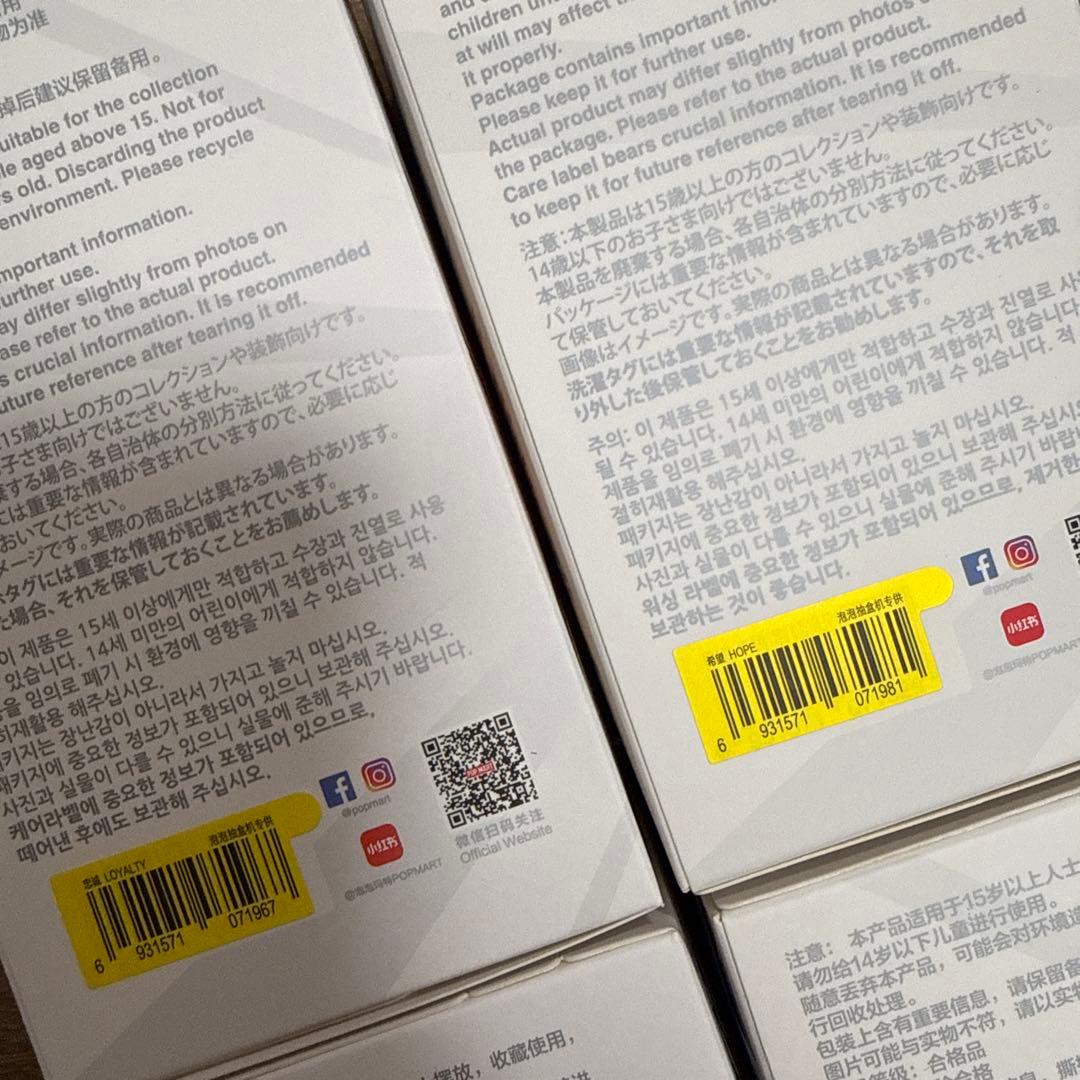 用
物为准
掉后建议保留备用。
uitable for the collection
le aged above 15. Not for
rs old. Discarding the product
environment. Please recycle
mportant information.
urther use.
ay differ slightly from photos on
ase refer to the actual product.
s crucial information. It is recommended
uture reference after tearing it off.
15歳以上の方のコレクションや装飾向けです。
子さま向けではございません。
棄する場合、各自治体の分別方法に従ってください。
には重要な情報が含まれていますので、必要に応じ
おいてください。
メージです。実際の商品とは異なる場合があります。
タグには重要な情報が記載されています。
た場合、それを保管しておくことをお薦めします。
이 제품은 15세 이상에게만 적합하고 수장과 진열로 사용
있습니다. 14세 미만의 어린이에게 적합하지 않습니다.
을 임의로 폐기 시 환경에 영향을 끼칠 수 있습니다. 적
히재활용 해주십시오.
키지는 장난감이 아니라서 가지고 놀지 마십시오.
패키지에 중요한 정보가 포함되어 있으니 보관해 주십시오.
사진과 실물이 다를 수 있으니 실물에 준해 주시기 바랍니다.
케어라벨에 중요한 정보가 포함되어 있으므로,
떼어낸 후에도 보관해 주십시오.
忠诚 LOYALTY
泡泡抽盒机专供
6 931571 071967
@popmart
小红书
@泡泡玛特POPMART
POP MART
微信扫码关注
Official Website
and
children un
at will may affect th
it properly.
Package contains important info
Please keep it for further use.
Actual product may differ slightly from photos o
the package. Please refer to the actual product.
Care label bears crucial information. It is recommended
to keep it for future reference after tearing it off.
注意：本製品は15歳以上の方のコレクションや装飾向けです。
14歳以下のお子さま向けではございません。
本製品を廃棄する場合、各自治体の分別方法に従ってください。
パッケージには重要な情報が含まれていますので、必要に応じ
て保管しておいてください。
画像はイメージです。実際の商品とは異なる場合があります。
洗濯タグには重要な情報が記載されていますので、それを取
り外した後保管しておくことをお勧めします。
주의: 이 제품은 15세 이상에게만 적합하고 수장과 진열로 사
될 수 있습니다. 14세 미만의 어린이에게 적합하지 않습니다
제품을 임의로 폐기 시 환경에 영향을 끼칠 수 있습니다. 적
절히재활용 해주십시오.
패키지는 장난감이 아니라서 가지고 놀지 마십시오
패키지에 중요한 정보가 포함되어 있으니 보관해 주십시오
사진과 실물이 다를 수 있으니 실물에 준해 주시기 바랍
워싱 라벨에 중요한 정보가 포함되어 있으므로, 제거한
보관하는 것이 좋습니다.
希望 HOPE
泡泡抽盒机专供
6 931571 071981
@popmart
小红书
@泡泡玛特POPMART
摆放，收藏使用，
注意： 本产品适用于15岁以上人士
请勿给14岁以下儿童进行使用。
随意丢弃本产品，可能会对环境造
行回收处理。
包装上含有重要信息，请保留备
图片可能与实物不符，请以实物
等级：合格品
合格